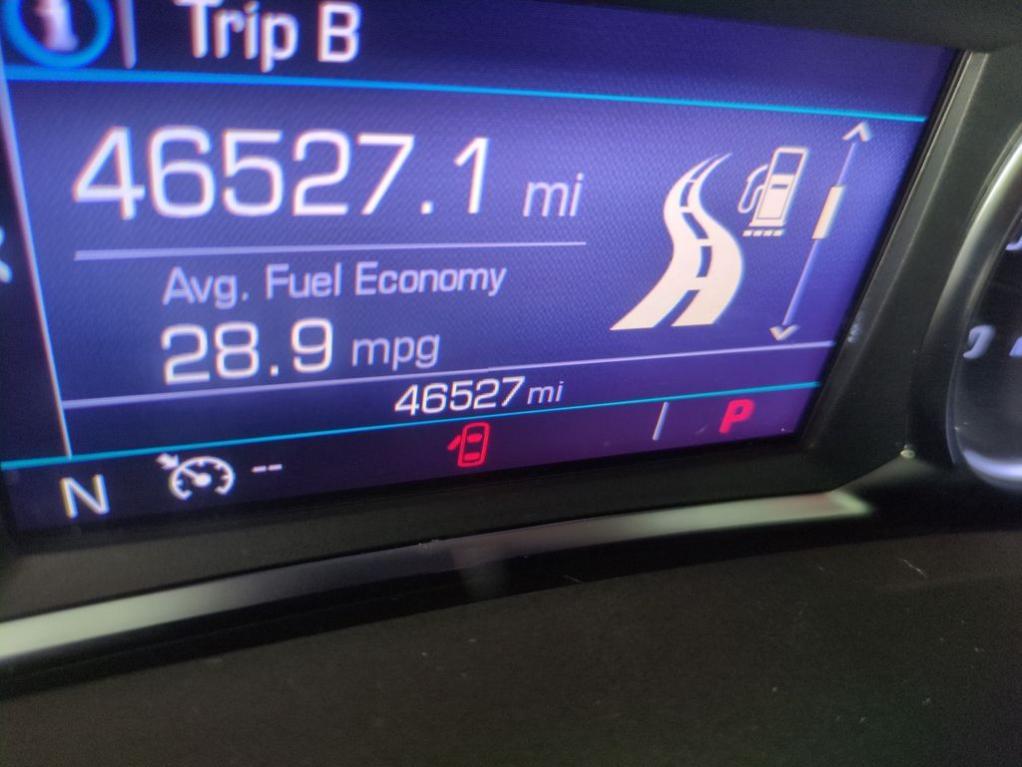 Trip B
46527.1 mi
Avg. Fuel Economy
28.9 mpg
46527 mi
N -- P